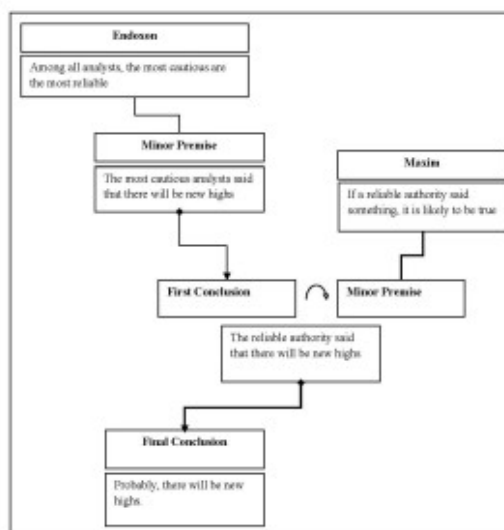 Endoxon
Among all analysts, the most cautious are
the most reliable
Minor Premise
The most cautious analysts said
that there will be new highs
Maxim
If a reliable authority said
something, it is likely to be true
First Conclusion
Minor Premise
The reliable authority said
that there will be new highs
Final Conclusion
Probably, there will be new
highs.